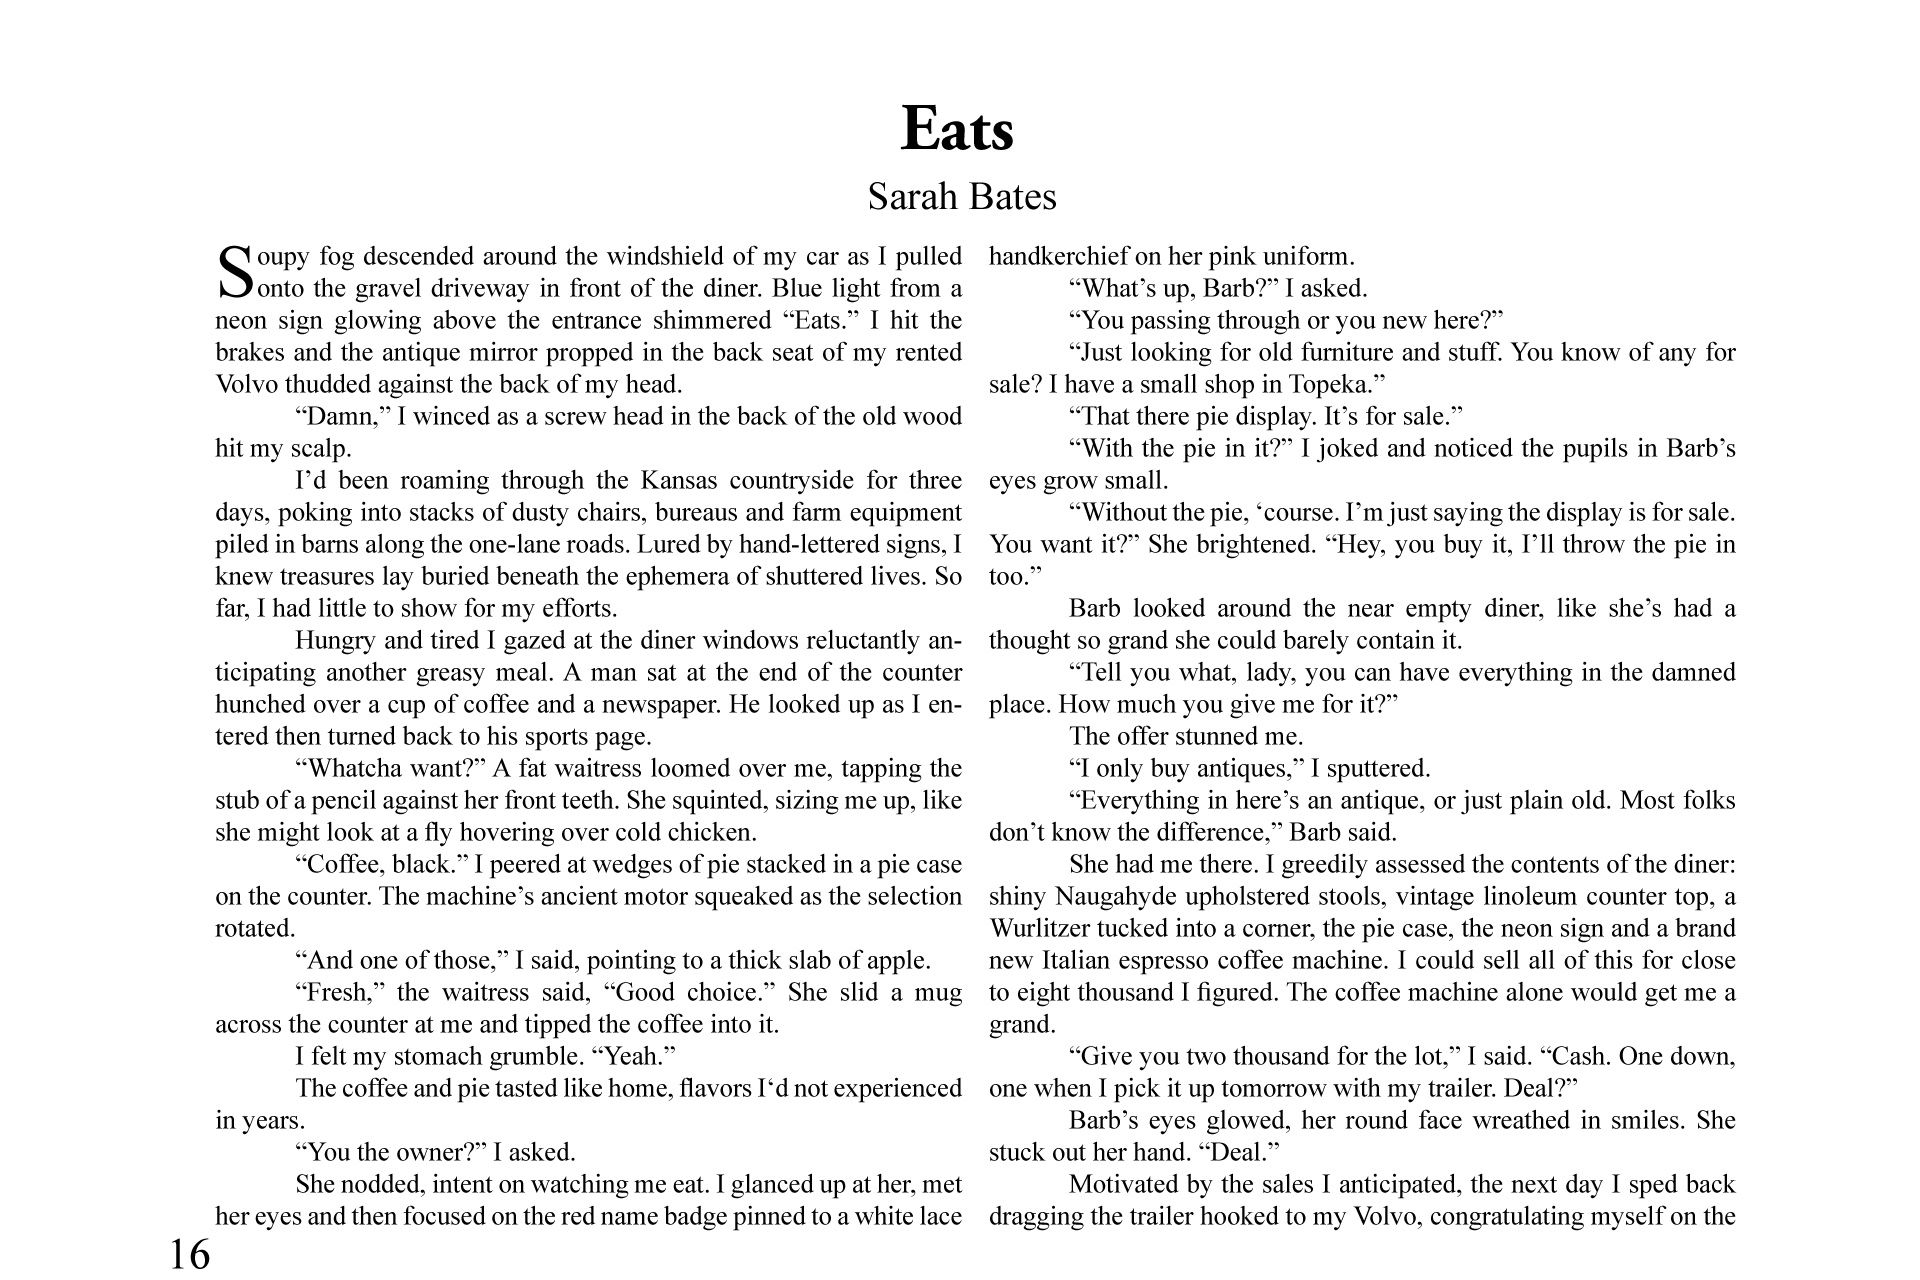 Eats
Sarah Bates
Soupy fog descended around the windshield of my car as I pulled
onto the gravel driveway in front of the diner. Blue light from a
neon sign glowing above the entrance shimmered “Eats.” I hit the
brakes and the antique mirror propped in the back seat of my rented
Volvo thudded against the back of my head.
“Damn,” I winced as a screw head in the back of the old wood
hit my scalp.
I’d been roaming through the Kansas countryside for three
days, poking into stacks of dusty chairs, bureaus and farm equipment
piled in barns along the one-lane roads. Lured by hand-lettered signs, I
knew treasures lay buried beneath the ephemera of shuttered lives. So
far, I had little to show for my efforts.
Hungry and tired I gazed at the diner windows reluctantly an-
ticipating another greasy meal. A man sat at the end of the counter
hunched over a cup of coffee and a newspaper. He looked up as I en-
tered then turned back to his sports page.
“Whatcha want?” A fat waitress loomed over me, tapping the
stub of a pencil against her front teeth. She squinted, sizing me up, like
she might look at a fly hovering over cold chicken.
“Coffee, black.” I peered at wedges of pie stacked in a pie case
on the counter. The machine’s ancient motor squeaked as the selection
rotated.
“And one of those,” I said, pointing to a thick slab of apple.
“Fresh,” the waitress said, “Good choice.” She slid a mug
across the counter at me and tipped the coffee into it.
I felt my stomach grumble. “Yeah.”
The coffee and pie tasted like home, flavors I‘d not experienced
in years.
“You the owner?” I asked.
She nodded, intent on watching me eat. I glanced up at her, met
her eyes and then focused on the red name badge pinned to a white lace
handkerchief on her pink uniform.
“What’s up, Barb?” I asked.
“You passing through or you new here?”
“Just looking for old furniture and stuff. You know of any for
sale? I have a small shop in Topeka.”
“That there pie display. It’s for sale.”
“With the pie in it?” I joked and noticed the pupils in Barb’s
eyes grow small.
“Without the pie, ‘course. I’m just saying the display is for sale.
You want it?” She brightened. “Hey, you buy it, I’ll throw the pie in
too.”
Barb looked around the near empty diner, like she’s had a
thought so grand she could barely contain it.
“Tell you what, lady, you can have everything in the damned
place. How much you give me for it?”
The offer stunned me.
“I only buy antiques,” I sputtered.
“Everything in here’s an antique, or just plain old. Most folks
don’t know the difference,” Barb said.
She had me there. I greedily assessed the contents of the diner:
shiny Naugahyde upholstered stools, vintage linoleum counter top, a
Wurlitzer tucked into a corner, the pie case, the neon sign and a brand
new Italian espresso coffee machine. I could sell all of this for close
to eight thousand I figured. The coffee machine alone would get me a
grand.
“Give you two thousand for the lot,” I said. “Cash. One down,
one when I pick it up tomorrow with my trailer. Deal?”
Barb’s eyes glowed, her round face wreathed in smiles. She
stuck out her hand. “Deal.”
Motivated by the sales I anticipated, the next day I sped back
dragging the trailer hooked to my Volvo, congratulating myself on the
16